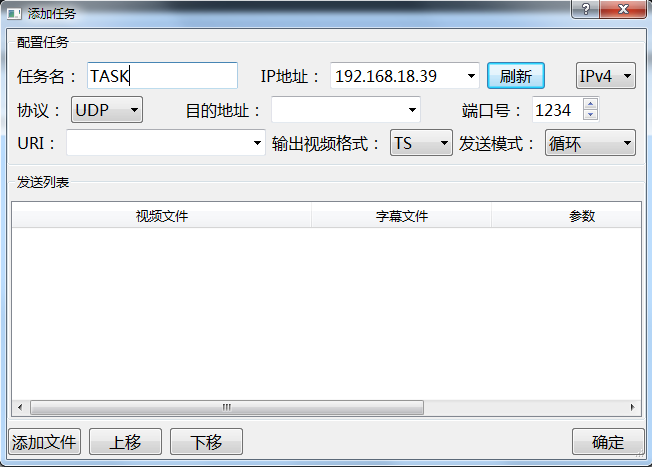 添加任务
配置任务
任务名： TASK IP地址： 192.168.18.39 刷新 IPv4
协议： UDP 目的地址： 端口号： 1234
URI： 输出视频格式： TS 发送模式： 循环
发送列表
视频文件 字幕文件 参数
添加文件 上移 下移 确定